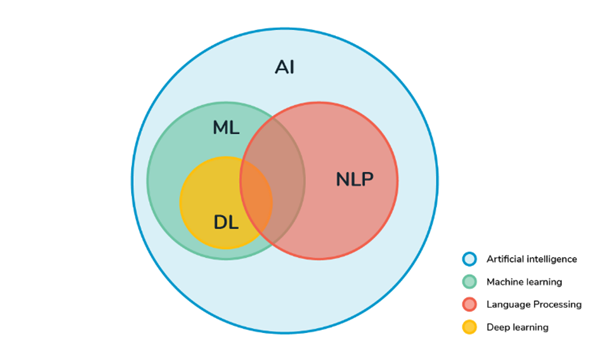 AI
ML
NLP
DL
Artificial intelligence
Machine learning
Language Processing
Deep learning